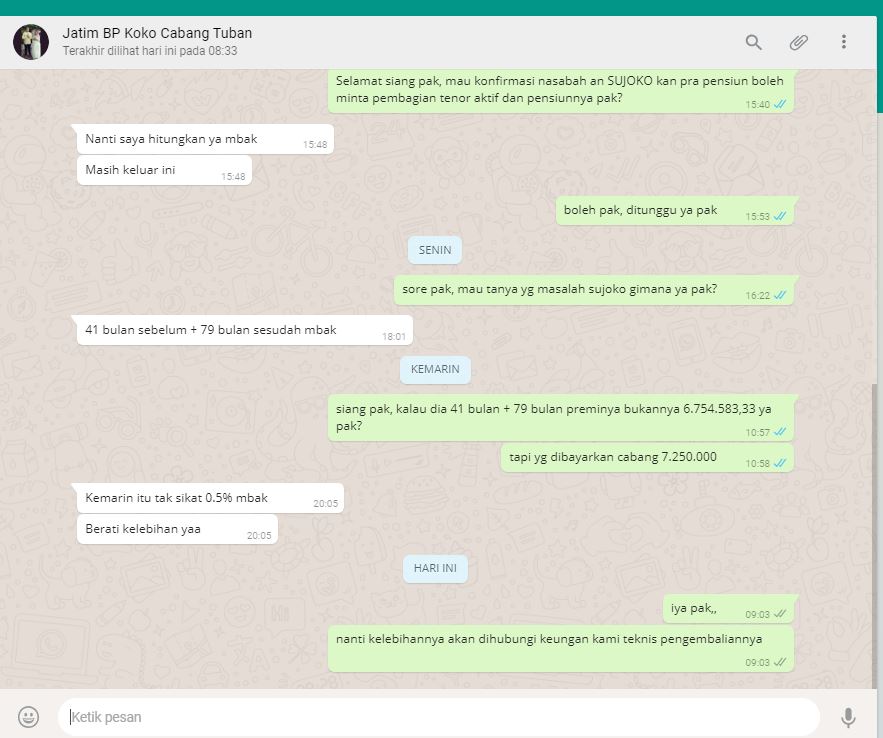 Jatim BP Koko Cabang Tuban
Terakhir dilihat hari ini pada 08:33
Selamat siang pak, mau konfirmasi nasabah an SUJOKO kan pra pensiun boleh
minta pembagian tenor aktif dan pensiunnya pak?
15:40
Nanti saya hitungkan ya mbak
15:48
Masih keluar ini
15:48
boleh pak, ditunggu ya pak
15:53
SENIN
sore pak, mau tanya yg masalah sujoko gimana ya pak?
16:22
41 bulan sebelum + 79 bulan sesudah mbak
18:01
KEMARIN
siang pak, kalau dia 41 bulan + 79 bulan preminya bukannya 6.754.583,33 ya
pak?
10:57
tapi yg dibayarkan cabang 7.250.000
10:58
Kemarin itu tak sikat 0.5% mbak
20:05
Berati kelebihan yaa
20:05
HARI INI
iya pak,,
09:03
nanti kelebihannya akan dihubungi keungan kami teknis pengembaliannya
09:03
Ketik pesan